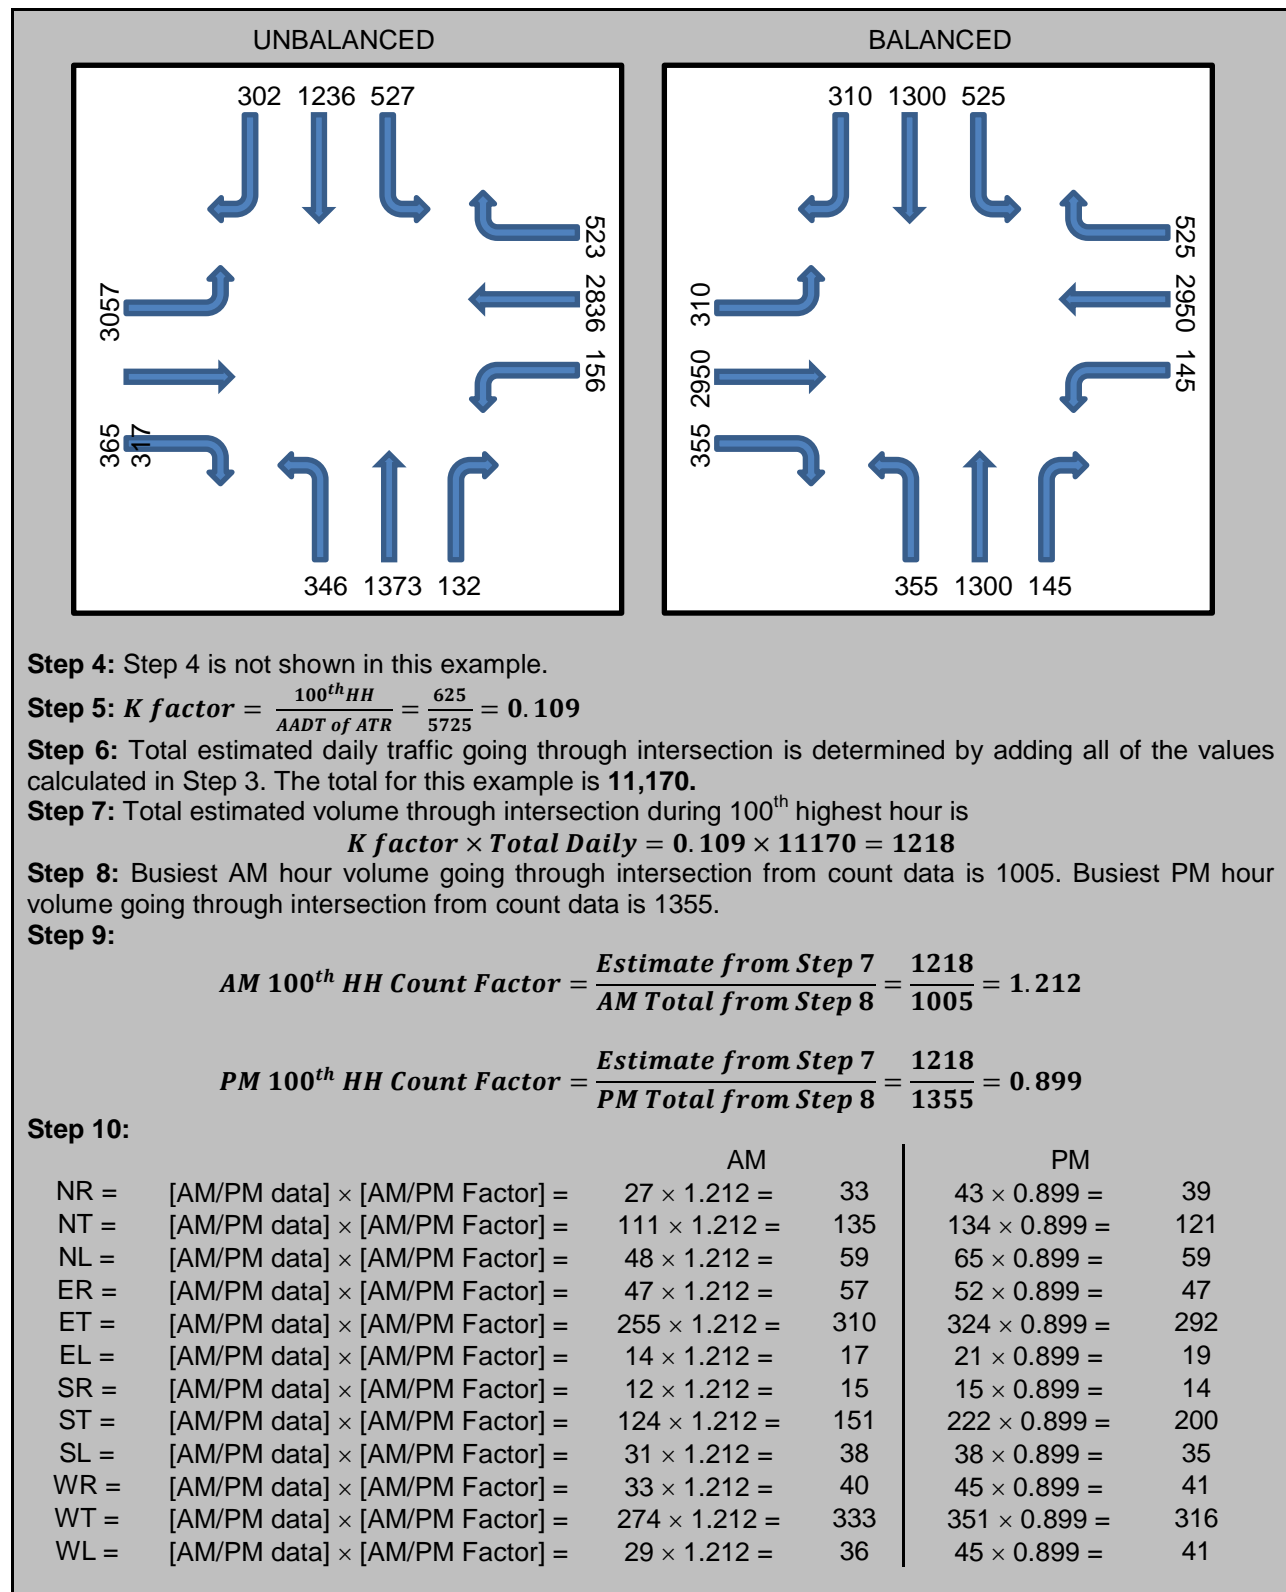 UNBALANCED BALANCED
302 1236 527 310 1300 525
523 2836 156
525 2950 145
3057
365 317
310 2950 355
346 1373 132 355 1300 145
Step 4: Step 4 is not shown in this example.
Step 5: K factor = 100th HH / AADT of ATR = 625 / 5725 = 0.109
Step 6: Total estimated daily traffic going through intersection is determined by adding all of the values
calculated in Step 3. The total for this example is 11,170.
Step 7: Total estimated volume through intersection during 100th highest hour is
K factor × Total Daily = 0.109 × 11170 = 1218
Step 8: Busiest AM hour volume going through intersection from count data is 1005. Busiest PM hour
volume going through intersection from count data is 1355.
Step 9:
AM 100th HH Count Factor = Estimate from Step 7 / AM Total from Step 8 = 1218 / 1005 = 1.212
PM 100th HH Count Factor = Estimate from Step 7 / PM Total from Step 8 = 1218 / 1355 = 0.899
Step 10:
AM PM
NR = [AM/PM data] × [AM/PM Factor] = 27 × 1.212 = 33 43 × 0.899 = 39
NT = [AM/PM data] × [AM/PM Factor] = 111 × 1.212 = 135 134 × 0.899 = 121
NL = [AM/PM data] × [AM/PM Factor] = 48 × 1.212 = 59 65 × 0.899 = 59
ER = [AM/PM data] × [AM/PM Factor] = 47 × 1.212 = 57 52 × 0.899 = 47
ET = [AM/PM data] × [AM/PM Factor] = 255 × 1.212 = 310 324 × 0.899 = 292
EL = [AM/PM data] × [AM/PM Factor] = 14 × 1.212 = 17 21 × 0.899 = 19
SR = [AM/PM data] × [AM/PM Factor] = 12 × 1.212 = 15 15 × 0.899 = 14
ST = [AM/PM data] × [AM/PM Factor] = 124 × 1.212 = 151 222 × 0.899 = 200
SL = [AM/PM data] × [AM/PM Factor] = 31 × 1.212 = 38 38 × 0.899 = 35
WR = [AM/PM data] × [AM/PM Factor] = 33 × 1.212 = 40 45 × 0.899 = 41
WT = [AM/PM data] × [AM/PM Factor] = 274 × 1.212 = 333 351 × 0.899 = 316
WL = [AM/PM data] × [AM/PM Factor] = 29 × 1.212 = 36 45 × 0.899 = 41